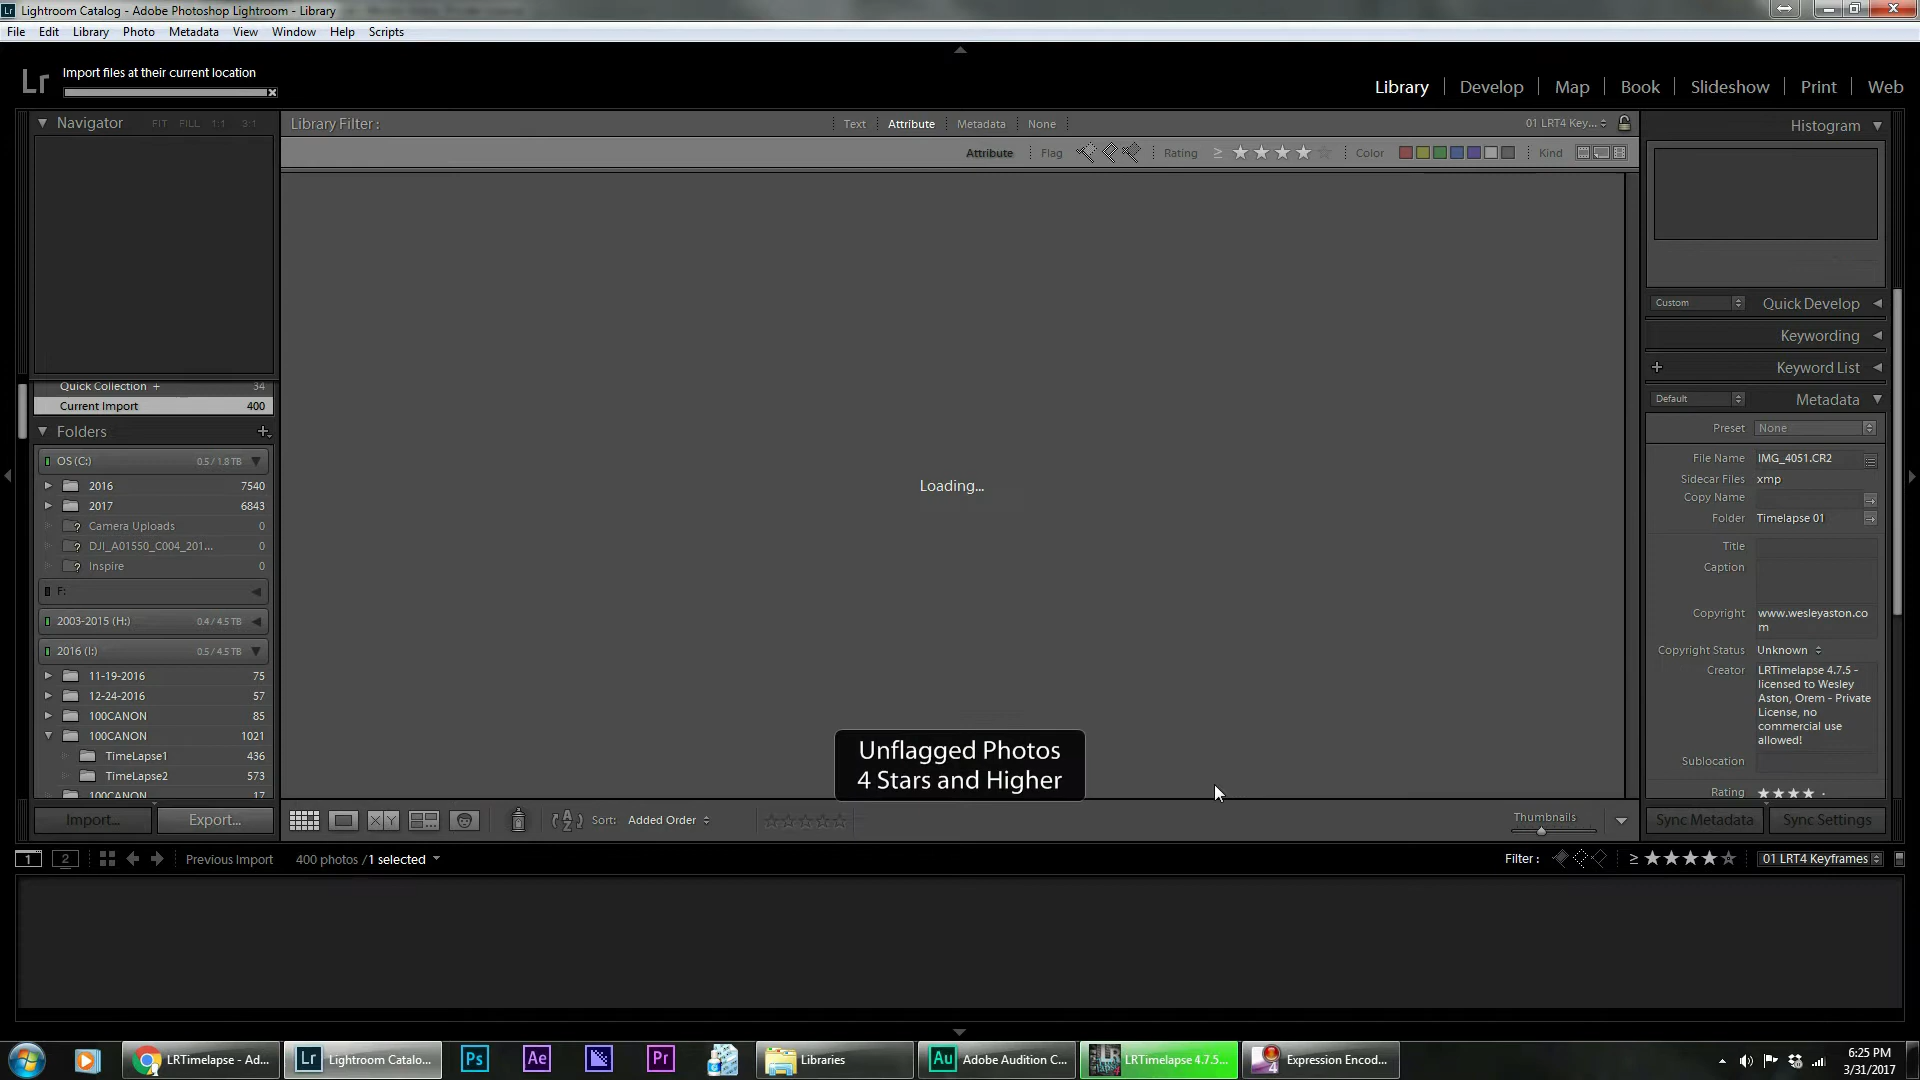 Lightroom Catalog - Adobe Photoshop Lightroom - Library
File Edit Library Photo Metadata View Window Help Scripts
Lr Import files at their current location
Library Develop Map Book Slideshow Print Web
Navigator FIT FILL 1:1 3:1
Library Filter : Text Attribute Metadata None 01 LRT4 Key...
Histogram
Attribute Flag Rating ≥ Color Kind
Custom Quick Develop
Keywording
Keyword List
Default Metadata
Quick Collection + 34
Current Import 400
Folders
OS (C:) 0.5 / 1.8 TB
2016 7540
2017 6843
Camera Uploads 0
DJI_A01550_C004_201... 0
Inspire 0
F:
2003-2015 (H:) 0.4 / 4.5 TB
2016 (I:) 0.5 / 4.5 TB
11-19-2016 75
12-24-2016 57
100CANON 85
100CANON 1021
TimeLapse1 436
TimeLapse2 573
100CANON 17
Import... Export...
Loading...
Unflagged Photos
4 Stars and Higher
Preset None
File Name IMG_4051.CR2
Sidecar Files xmp
Copy Name
Folder Timelapse 01
Title
Caption
Copyright www.wesleyaston.co
m
Copyright Status Unknown
Creator LRTimelapse 4.7.5 -
licensed to Wesley
Aston, Orem - Private
License, no
commercial use
allowed!
Sublocation
Rating ★★★★ ·
Sync Metadata Sync Settings
XY Sort: Added Order Thumbnails
1 2 Previous Import 400 photos / 1 selected Filter : ≥ 01 LRT4 Keyframes
LRTimelapse - Ad... Lr Lightroom Catalo... Ps Ae Pr Libraries Au Adobe Audition C... LRTimelapse 4.7.5... 4 Expression Encod...
6:25 PM
3/31/2017